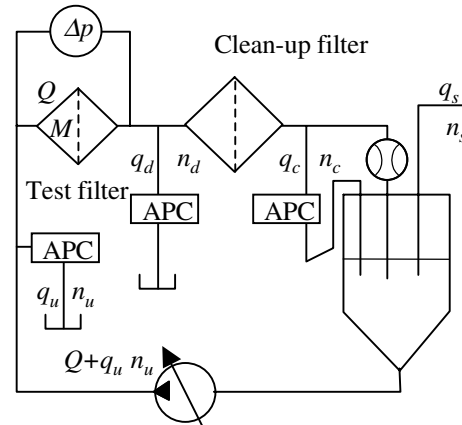 Δp
Clean-up filter
Q
M
q_s
n_s
q_d n_d
q_c n_c
Test filter
APC
APC
APC
q_u n_u
Q+q_u n_u